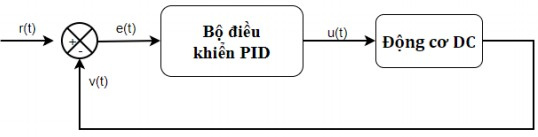 r(t)
+
-
e(t)
Bộ điều
khiển PID
u(t)
Động cơ DC
v(t)